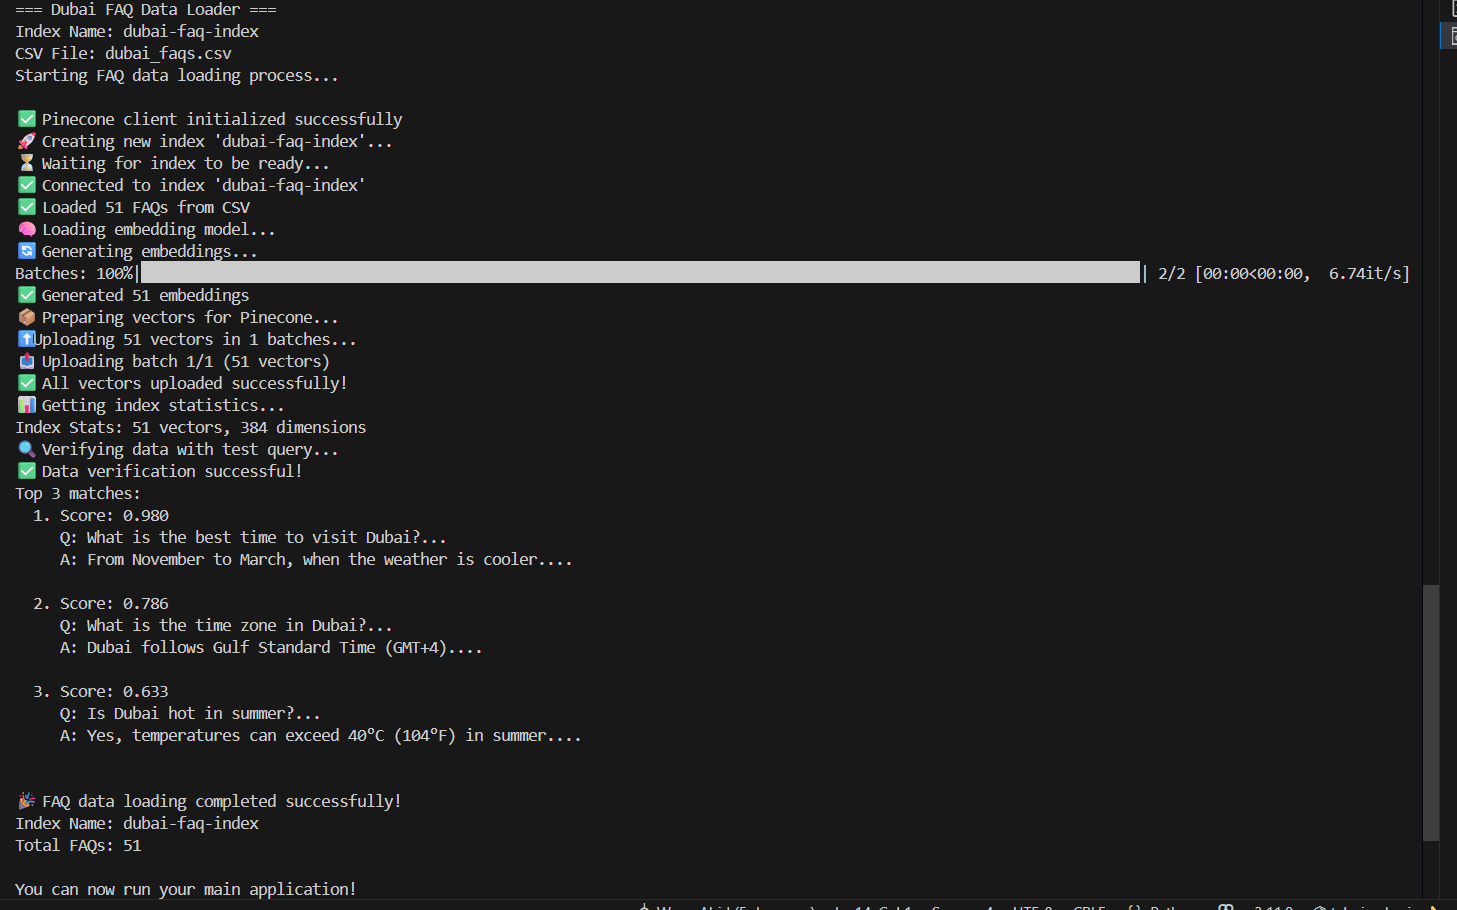 === Dubai FAQ Data Loader ===
Index Name: dubai-faq-index
CSV File: dubai_faqs.csv
Starting FAQ data loading process...
✅ Pinecone client initialized successfully
🚀 Creating new index 'dubai-faq-index'...
⏳ Waiting for index to be ready...
✅ Connected to index 'dubai-faq-index'
✅ Loaded 51 FAQs from CSV
🧠 Loading embedding model...
🔄 Generating embeddings...
Batches: 100%| | 2/2 [00:00<00:00,  6.74it/s]
✅ Generated 51 embeddings
📦 Preparing vectors for Pinecone...
⬆️Uploading 51 vectors in 1 batches...
📤 Uploading batch 1/1 (51 vectors)
✅ All vectors uploaded successfully!
📊 Getting index statistics...
Index Stats: 51 vectors, 384 dimensions
🔍 Verifying data with test query...
✅ Data verification successful!
Top 3 matches:
1. Score: 0.980
Q: What is the best time to visit Dubai?...
A: From November to March, when the weather is cooler....
2. Score: 0.786
Q: What is the time zone in Dubai?...
A: Dubai follows Gulf Standard Time (GMT+4)....
3. Score: 0.633
Q: Is Dubai hot in summer?...
A: Yes, temperatures can exceed 40°C (104°F) in summer....
🎉 FAQ data loading completed successfully!
Index Name: dubai-faq-index
Total FAQs: 51
You can now run your main application!